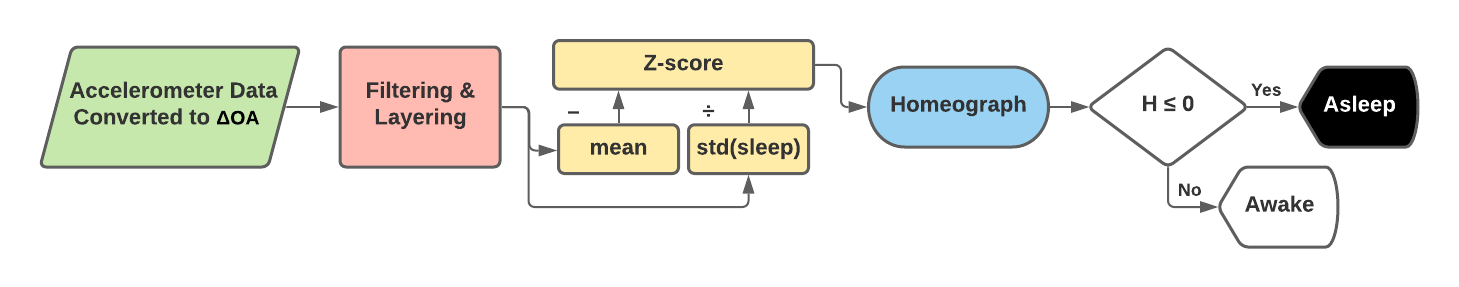 Accelerometer Data
Converted to ΔOA
Filtering &
Layering
Z-score
−
÷
mean
std(sleep)
Homeograph
H ≤ 0
Yes
Asleep
No
Awake